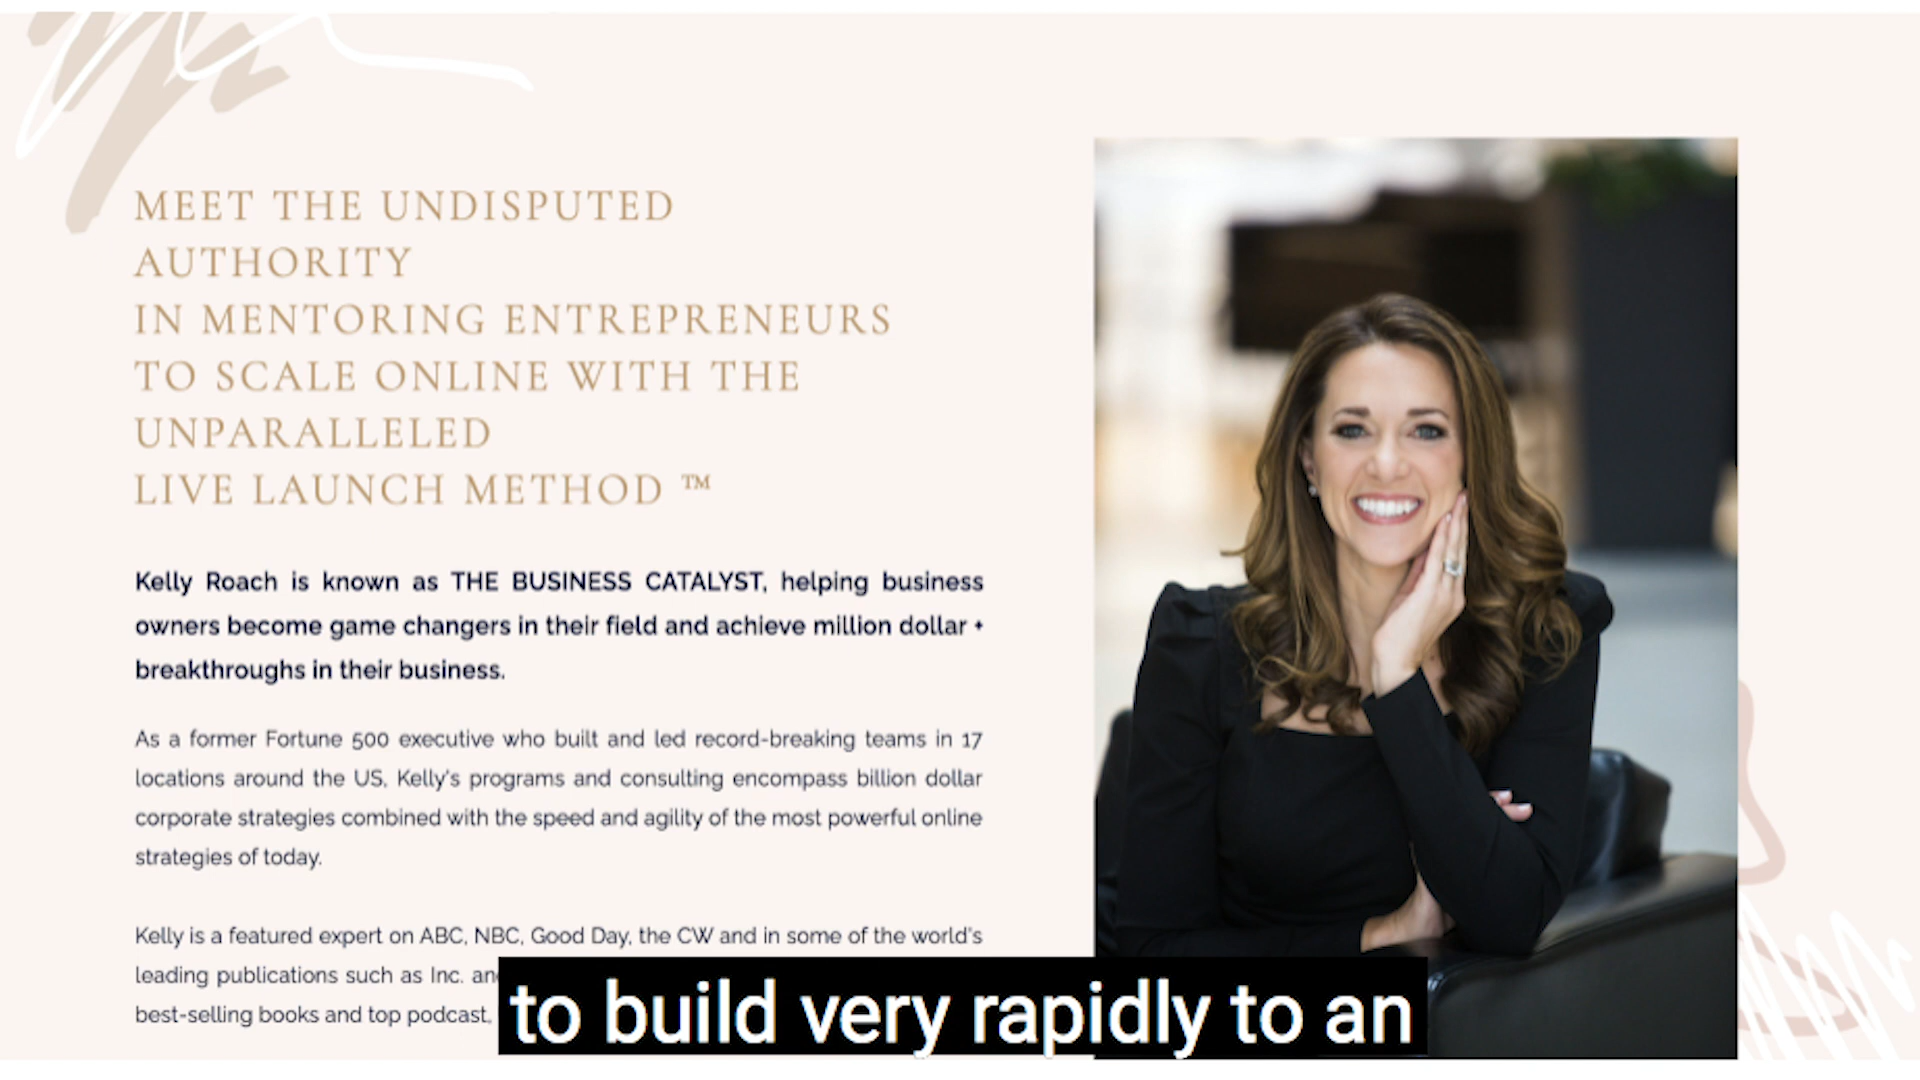 MEET THE UNDISPUTED
AUTHORITY
IN MENTORING ENTREPRENEURS
TO SCALE ONLINE WITH THE
UNPARALLELED
LIVE LAUNCH METHOD ™
Kelly Roach is known as THE BUSINESS CATALYST, helping business
owners become game changers in their field and achieve million dollar +
breakthroughs in their business.
As a former Fortune 500 executive who built and led record-breaking teams in 17
locations around the US, Kelly's programs and consulting encompass billion dollar
corporate strategies combined with the speed and agility of the most powerful online
strategies of today.
Kelly is a featured expert on ABC, NBC, Good Day, the CW and in some of the world's
leading publications such as Inc.
best-selling books and top podcast,
to build very rapidly to an